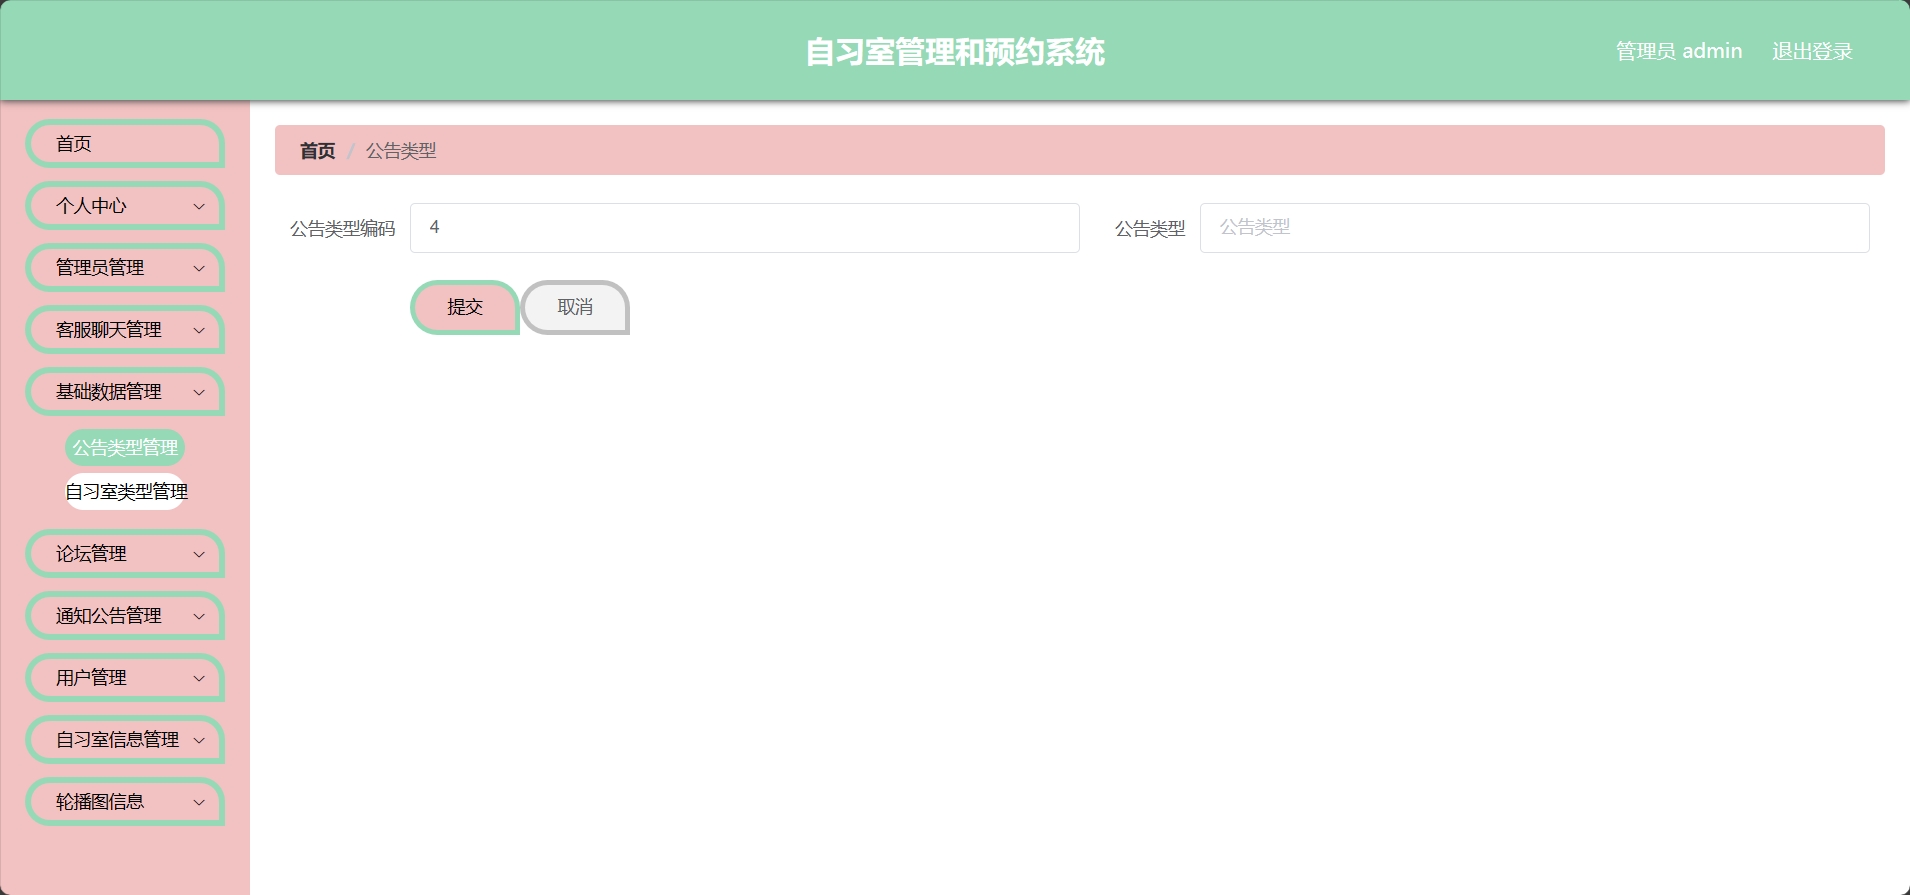 自习室管理和预约系统
管理员 admin
退出登录
首页
个人中心
管理员管理
客服聊天管理
基础数据管理
公告类型管理
自习室类型管理
论坛管理
通知公告管理
用户管理
自习室信息管理
轮播图信息
首页 / 公告类型
公告类型编码 4
公告类型 公告类型
提交 取消